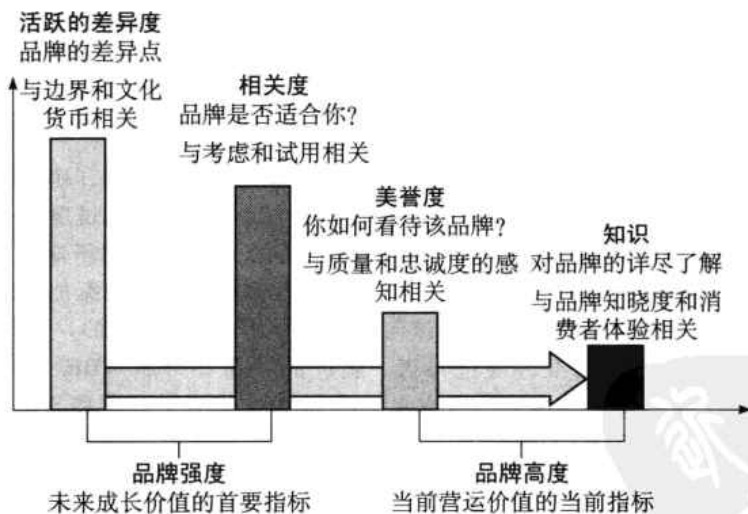 活跃的差异度
品牌的差异点
与边界和文化
货币相关
相关度
品牌是否适合你？
与考虑和试用相关
美誉度
你如何看待该品牌？
与质量和忠诚度的感
知相关
知识
对品牌的详尽了解
与品牌知晓度和消
费者体验相关
品牌强度
未来成长价值的首要指标
品牌高度
当前营运价值的当前指标